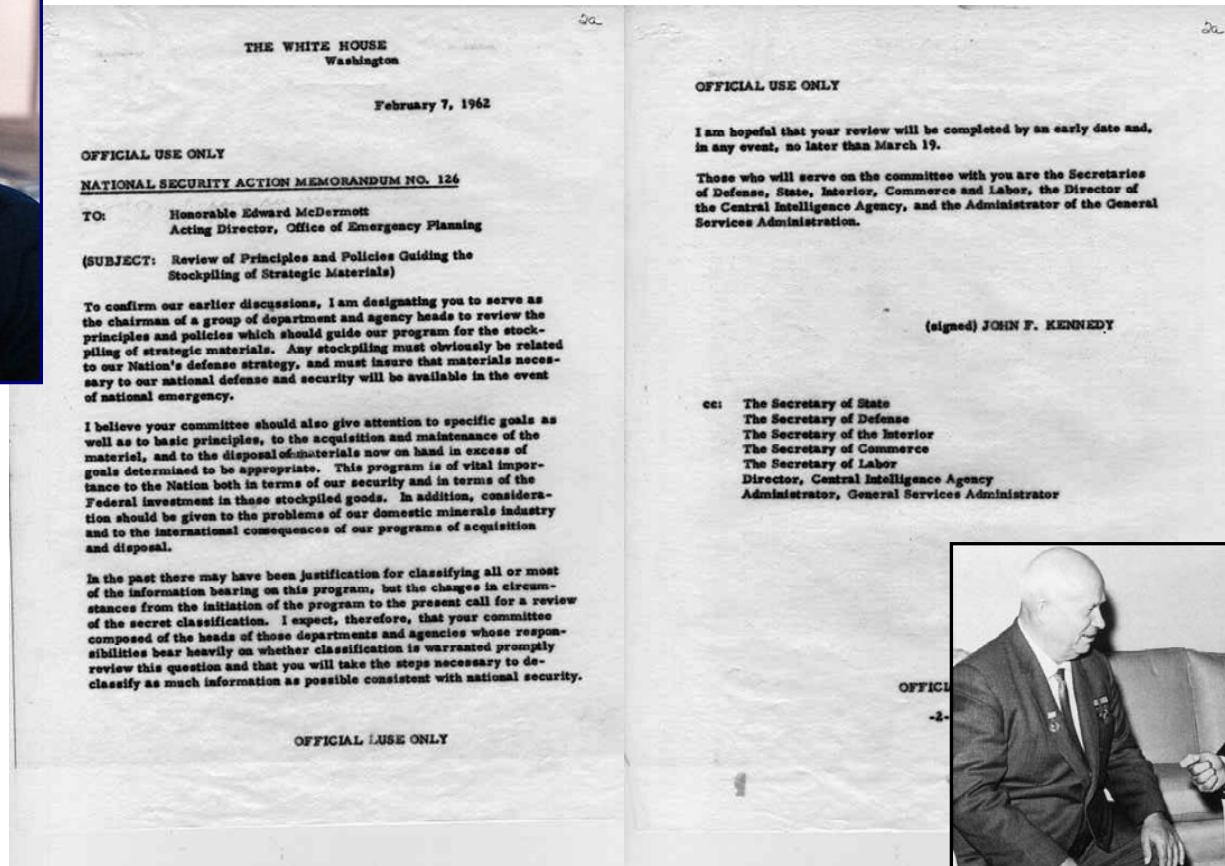 2a
THE WHITE HOUSE
Washington
February 7, 1962
OFFICIAL USE ONLY
NATIONAL SECURITY ACTION MEMORANDUM NO. 126
TO: Honorable Edward McDermott
Acting Director, Office of Emergency Planning
(SUBJECT: Review of Principles and Policies Guiding the
Stockpiling of Strategic Materials)
To confirm our earlier discussions, I am designating you to serve as
the chairman of a group of department and agency heads to review the
principles and policies which should guide our program for the stock-
piling of strategic materials. Any stockpiling must obviously be related
to our Nation's defense strategy, and must insure that materials neces-
sary to our national defense and security will be available in the event
of national emergency.
I believe your committee should also give attention to specific goals as
well as to basic principles, to the acquisition and maintenance of the
materiel, and to the disposal of materials now on hand in excess of
goals determined to be appropriate. This program is of vital impor-
tance to the Nation both in terms of our security and in terms of the
Federal investment in these stockpiled goods. In addition, considera-
tion should be given to the problems of our domestic minerals industry
and to the international consequences of our programs of acquisition
and disposal.
In the past there may have been justification for classifying all or most
of the information bearing on this program, but the changes in circum-
stances from the initiation of the program to the present call for a review
of the secret classification. I expect, therefore, that your committee
composed of the heads of those departments and agencies whose respon-
sibilities bear heavily on whether classification is warranted promptly
review this question and that you will take the steps necessary to de-
classify as much information as possible consistent with national security.
OFFICIAL USE ONLY
2a
OFFICIAL USE ONLY
I am hopeful that your review will be completed by an early date and,
in any event, no later than March 19.
Those who will serve on the committee with you are the Secretaries
of Defense, State, Interior, Commerce and Labor, the Director of
the Central Intelligence Agency, and the Administrator of the General
Services Administration.
(signed) JOHN F. KENNEDY
cc: The Secretary of State
The Secretary of Defense
The Secretary of the Interior
The Secretary of Commerce
The Secretary of Labor
Director, Central Intelligence Agency
Administrator, General Services Administrator
OFFICI
-2-